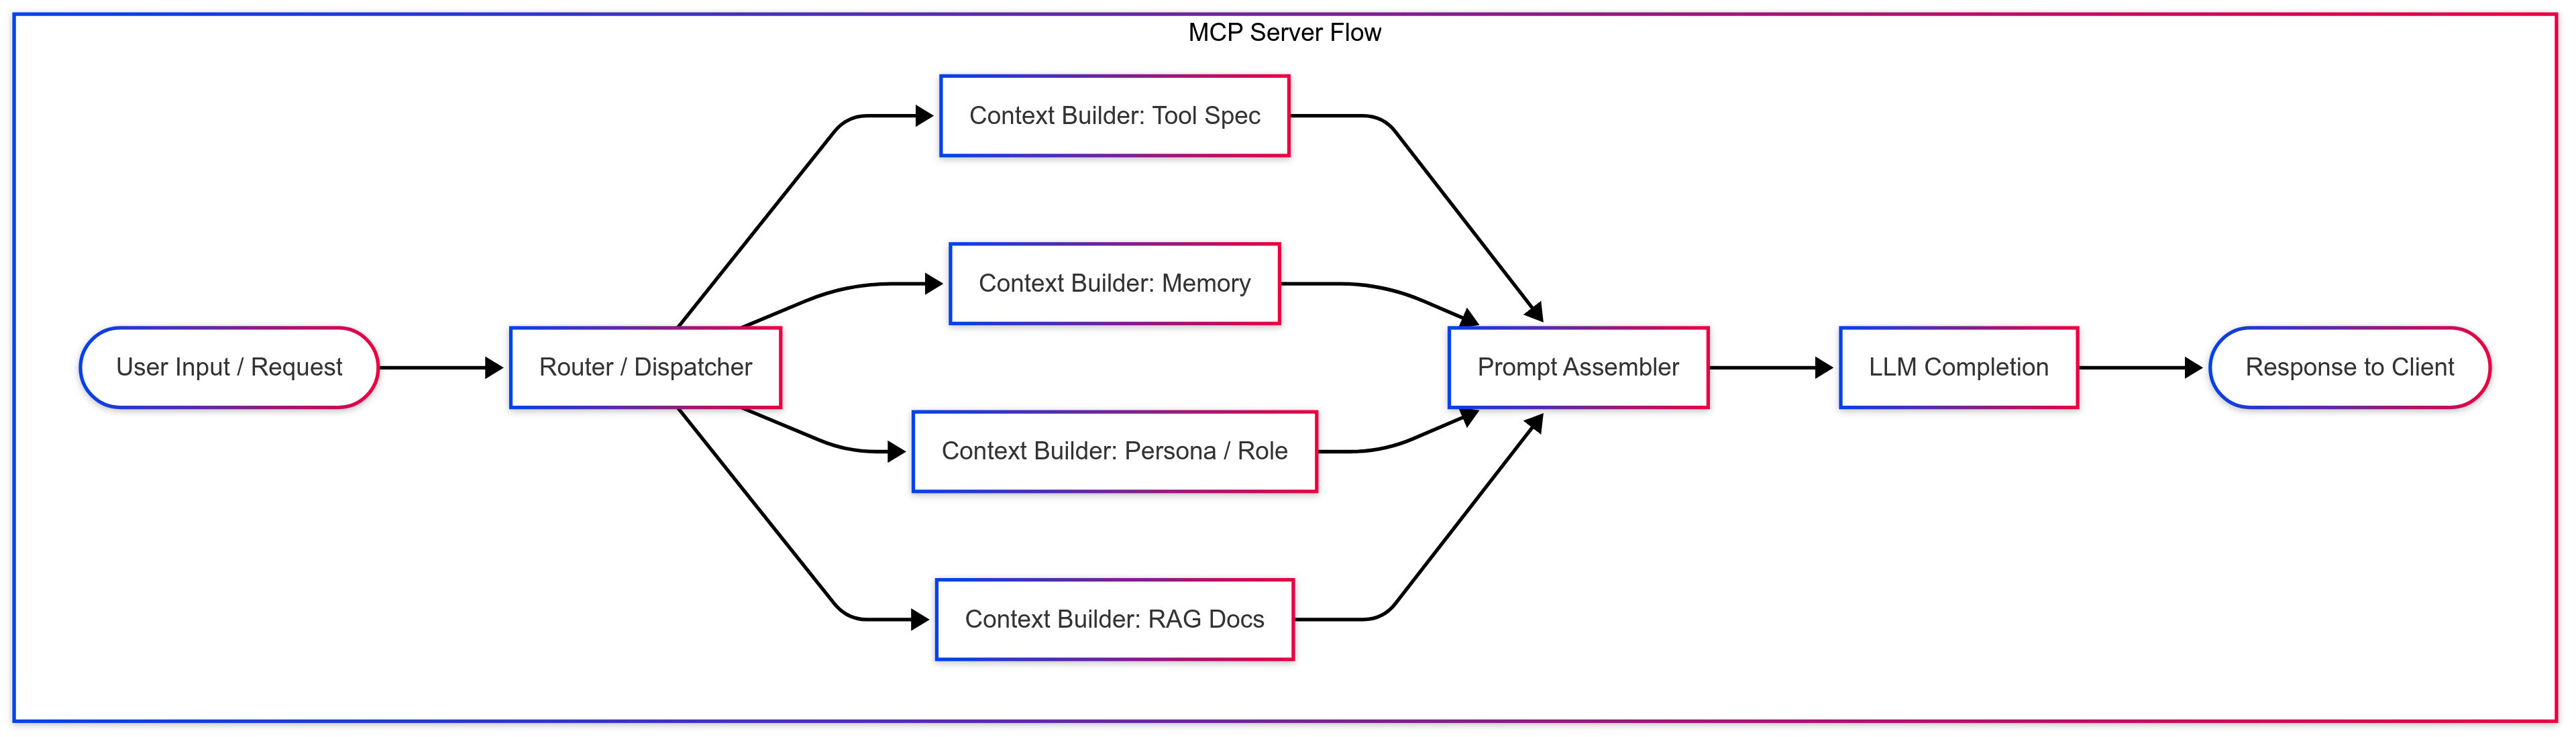 MCP Server Flow
User Input / Request
Router / Dispatcher
Context Builder: Tool Spec
Context Builder: Memory
Context Builder: Persona / Role
Context Builder: RAG Docs
Prompt Assembler
LLM Completion
Response to Client